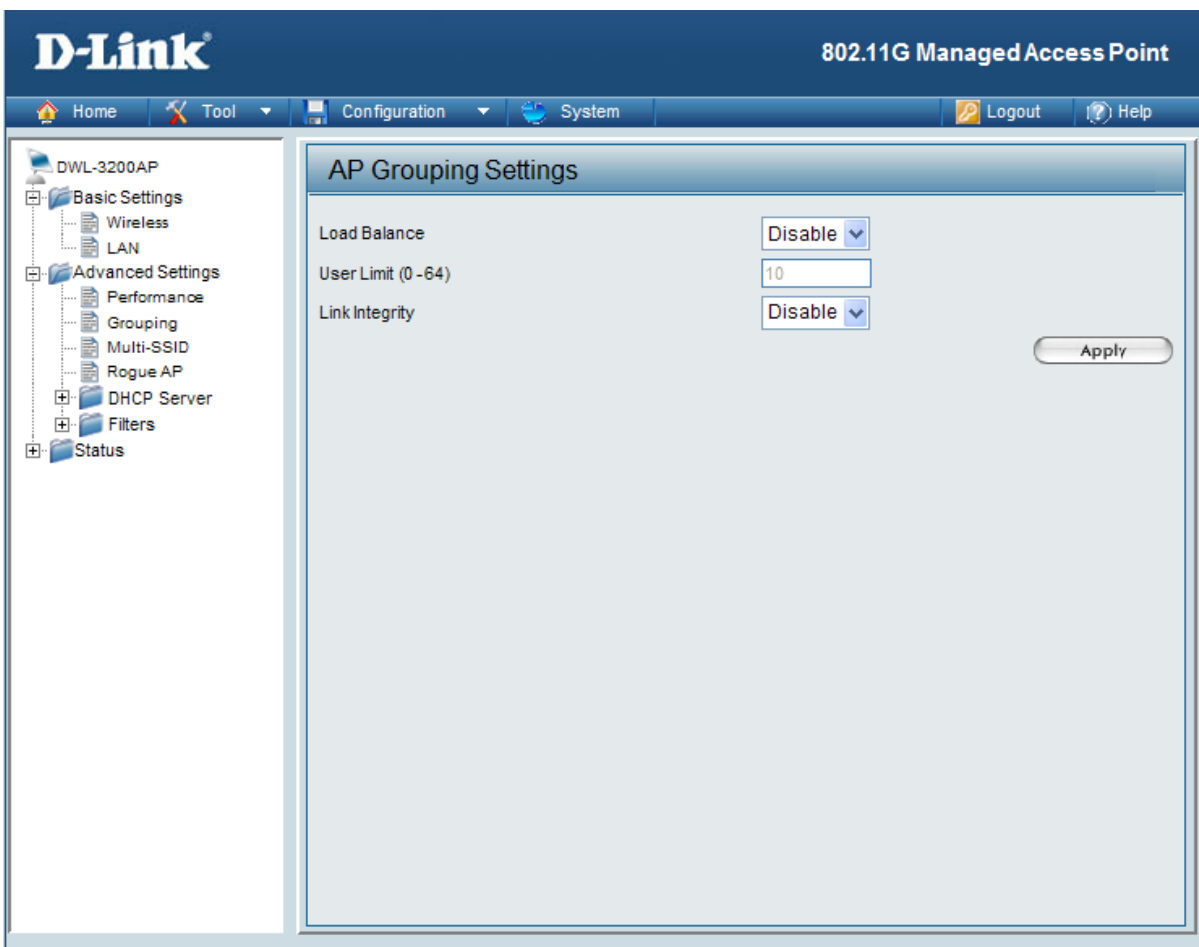 D-Link
802.11G Managed Access Point
Home Tool Configuration System Logout Help
DWL-3200AP
Basic Settings
Wireless
LAN
Advanced Settings
Performance
Grouping
Multi-SSID
Rogue AP
DHCP Server
Filters
Status
AP Grouping Settings
Load Balance Disable
User Limit (0 -64) 10
Link Integrity Disable
Apply